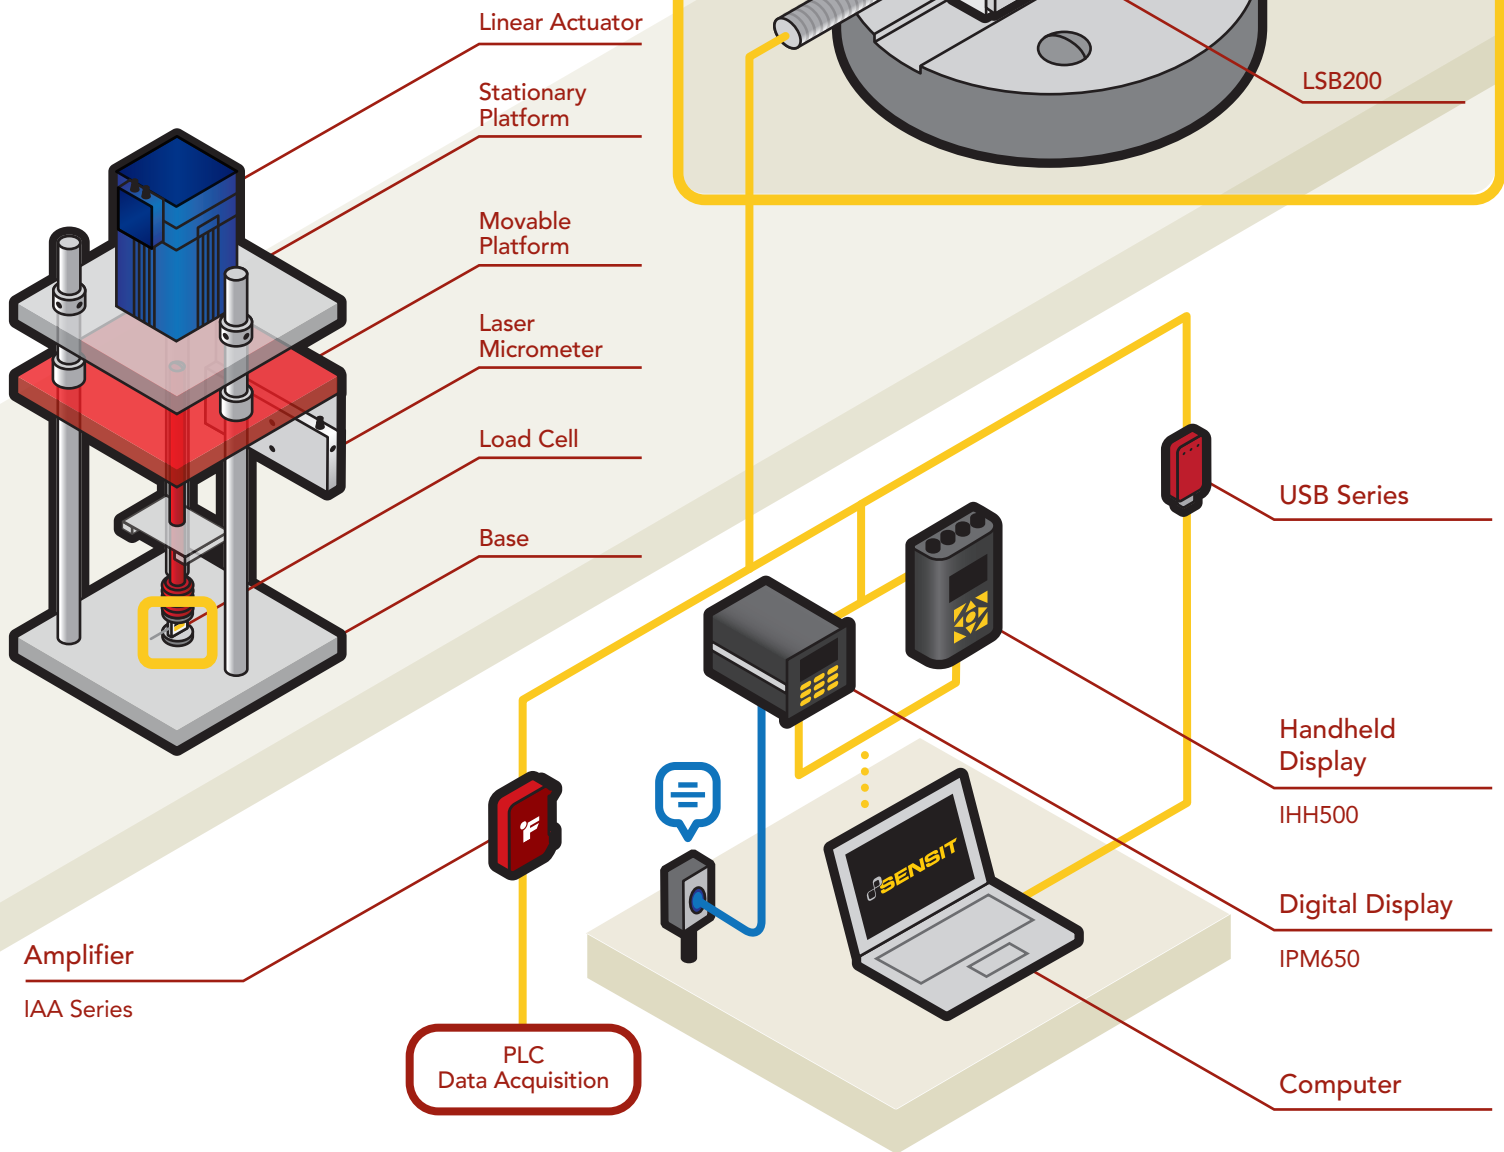 Linear Actuator
Stationary
Platform
Movable
Platform
Laser
Micrometer
Load Cell
Base
LSB200
USB Series
Handheld
Display
IHH500
Digital Display
IPM650
Computer
SENSIT
Amplifier
IAA Series
PLC
Data Acquisition